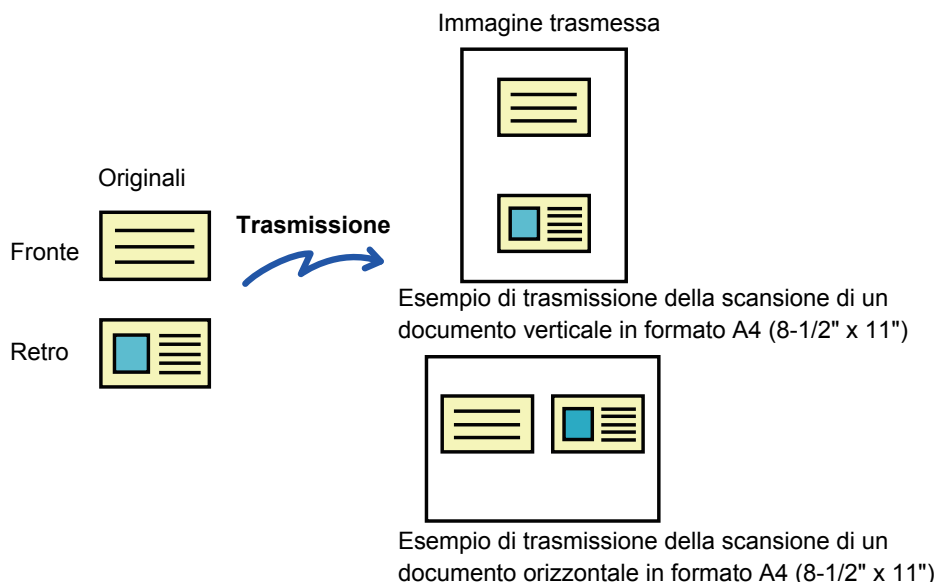 Immagine trasmessa
Originali
Fronte
Trasmissione
Retro
Esempio di trasmissione della scansione di un
documento verticale in formato A4 (8-1/2" x 11")
Esempio di trasmissione della scansione di un
documento orizzontale in formato A4 (8-1/2" x 11")